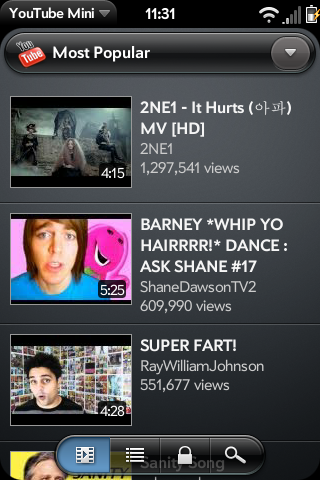 YouTube Mini
11:31
You Tube
Most Popular
2NE1 - It Hurts (아파)
MV [HD]
2NE1
1,297,541 views
4:15
BARNEY *WHIP YO
HAIRRRR!* DANCE :
ASK SHANE #17
ShaneDawsonTV2
609,990 views
5:25
SUPER FART!
RayWilliamJohnson
551,677 views
4:28
Sanity Song